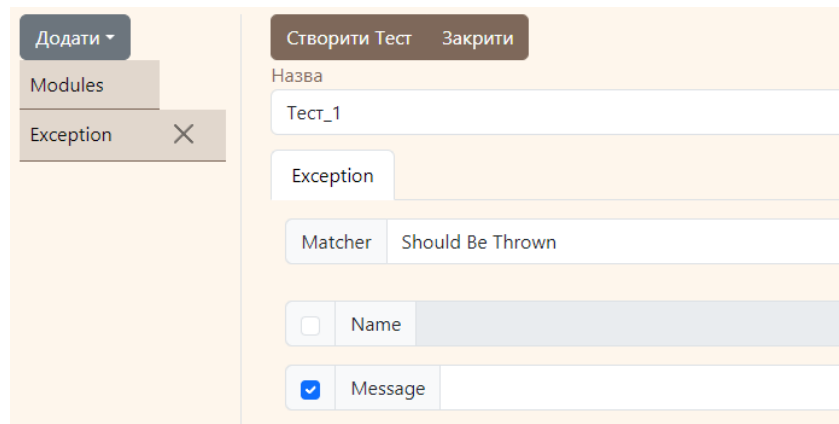 Додати
Modules
Exception
Створити Тест Закрити
Назва
Тест_1
Exception
Matcher Should Be Thrown
Name
Message